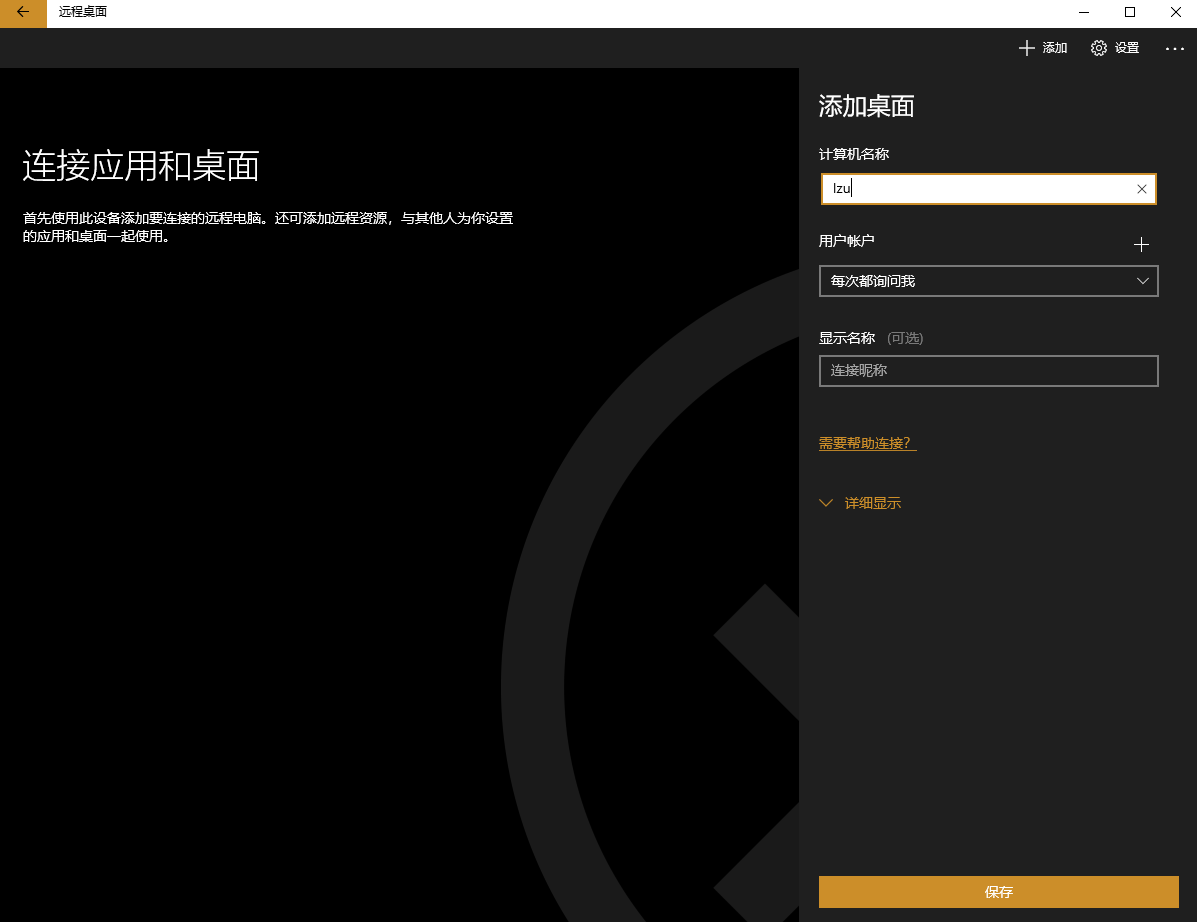 远程桌面
添加
设置
连接应用和桌面
首先使用此设备添加要连接的远程电脑。还可添加远程资源，与其他人为你设置
的应用和桌面一起使用。
添加桌面
计算机名称
lzu
用户帐户
每次都询问我
显示名称 (可选)
连接昵称
需要帮助连接？
详细显示
保存